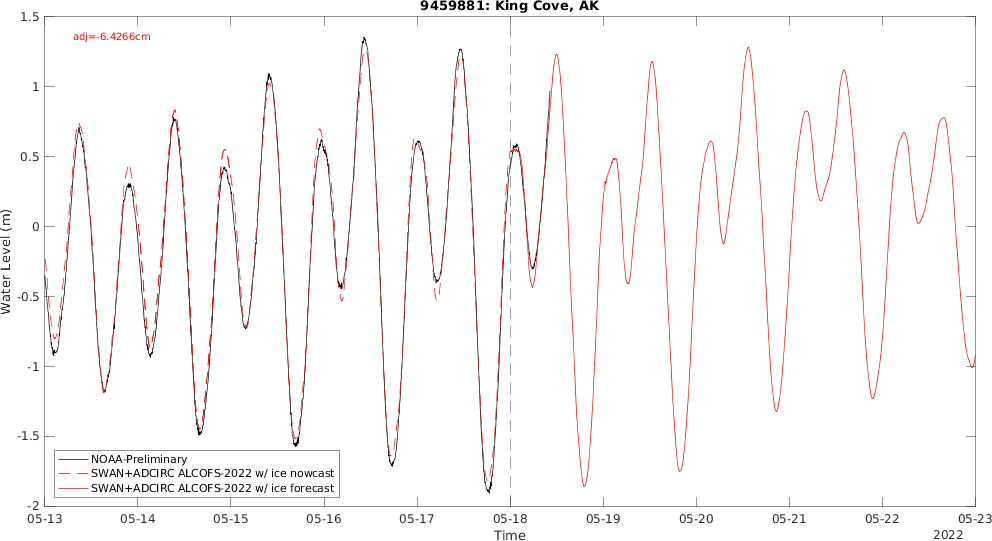 9459881: King Cove, AK
adj=-6.4266cm
Water Level (m)
1.5
1
0.5
0
-0.5
-1
-1.5
-2
NOAA-Preliminary
SWAN+ADCIRC ALCOFS-2022 w/ ice nowcast
SWAN+ADCIRC ALCOFS-2022 w/ ice forecast
05-13 05-14 05-15 05-16 05-17 05-18 05-19 05-20 05-21 05-22 05-23
Time
2022